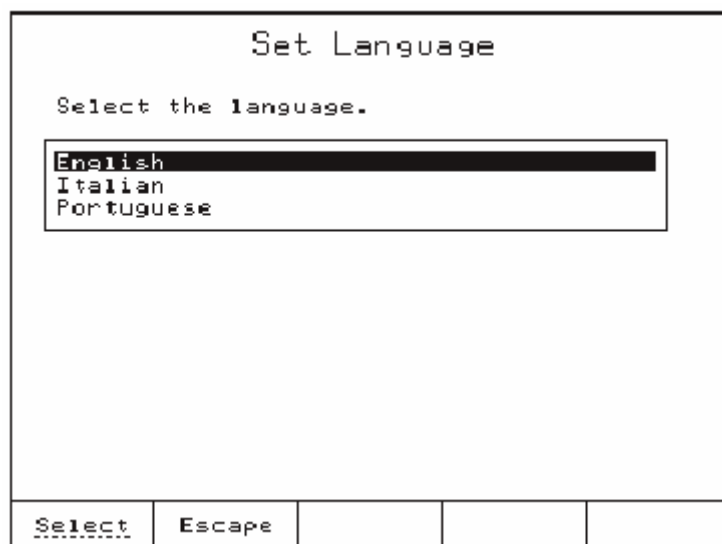 Set Language
Select the language.
English
Italian
Portuguese
Select Escape